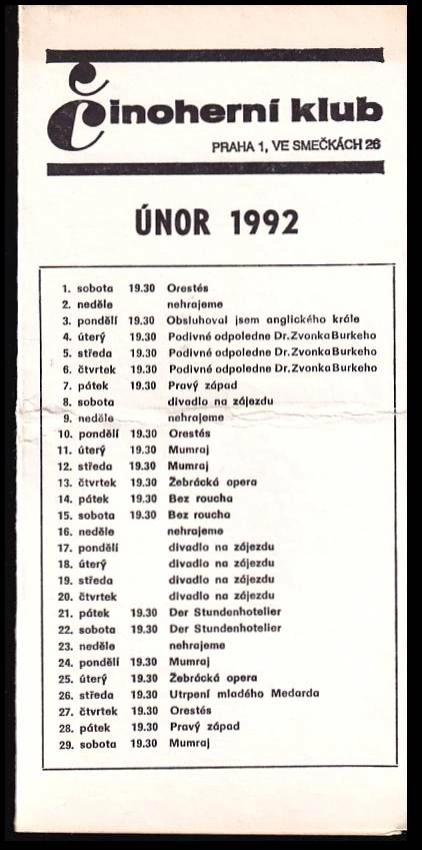 Činoherní klub
PRAHA 1, VE SMEČKÁCH 26
ÚNOR 1992
1. sobota 19.30 Orestés
2. neděle nehrajeme
3. pondělí 19.30 Obsluhoval jsem anglického krále
4. úterý 19.30 Podivné odpoledne Dr. Zvonka Burkeho
5. středa 19.30 Podivné odpoledne Dr. Zvonka Burkeho
6. čtvrtek 19.30 Podivné odpoledne Dr. Zvonka Burkeho
7. pátek 19.30 Pravý západ
8. sobota divadlo na zájezdu
9. neděle nehrajeme
10. pondělí 19.30 Orestés
11. úterý 19.30 Mumraj
12. středa 19.30 Mumraj
13. čtvrtek 19.30 Žebrácká opera
14. pátek 19.30 Bez roucha
15. sobota 19.30 Bez roucha
16. neděle nehrajeme
17. pondělí divadlo na zájezdu
18. úterý divadlo na zájezdu
19. středa divadlo na zájezdu
20. čtvrtek divadlo na zájezdu
21. pátek 19.30 Der Stundenhotelier
22. sobota 19.30 Der Stundenhotelier
23. neděle nehrajeme
24. pondělí 19.30 Mumraj
25. úterý 19.30 Žebrácká opera
26. středa 19.30 Utrpení mladého Medarda
27. čtvrtek 19.30 Orestés
28. pátek 19.30 Pravý západ
29. sobota 19.30 Mumraj